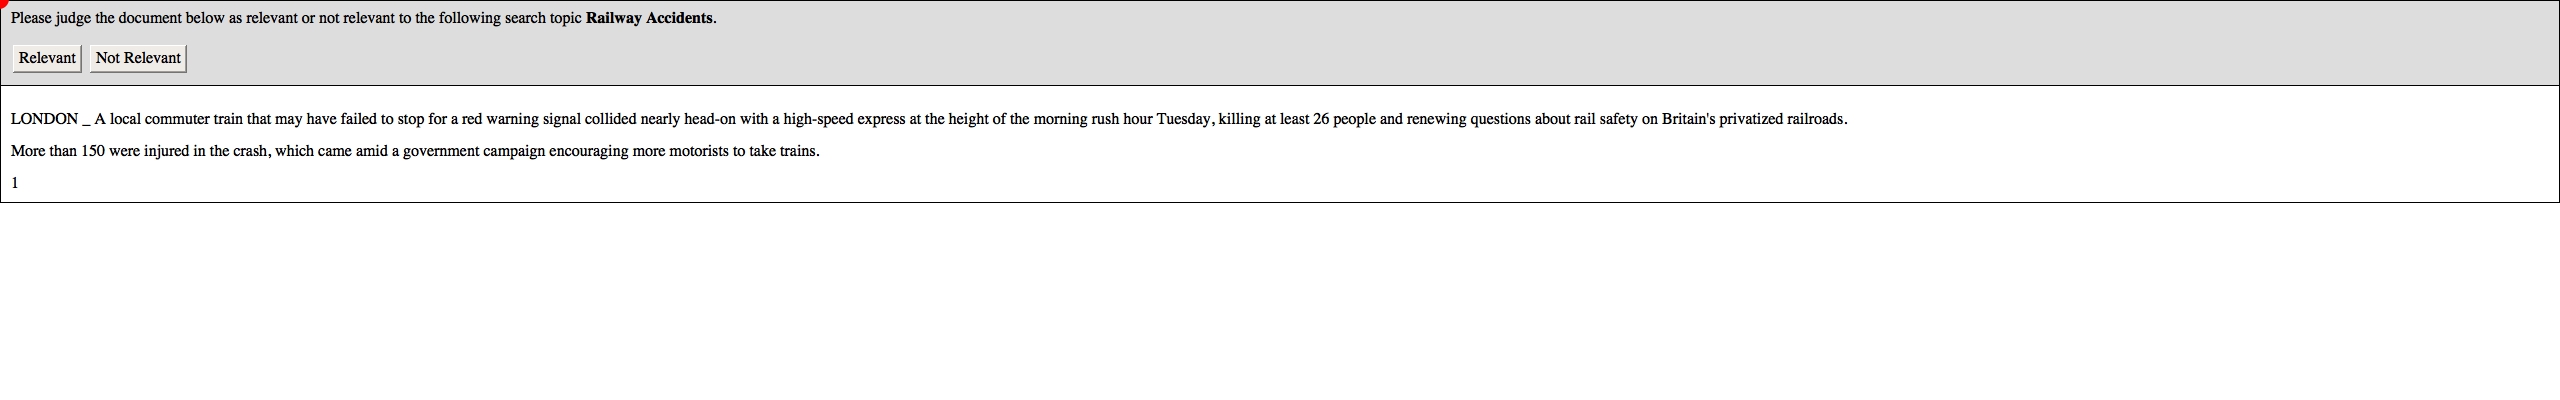 Please judge the document below as relevant or not relevant to the following search topic Railway Accidents.
Relevant Not Relevant
LONDON _ A local commuter train that may have failed to stop for a red warning signal collided nearly head-on with a high-speed express at the height of the morning rush hour Tuesday, killing at least 26 people and renewing questions about rail safety on Britain's privatized railroads.
More than 150 were injured in the crash, which came amid a government campaign encouraging more motorists to take trains.
1